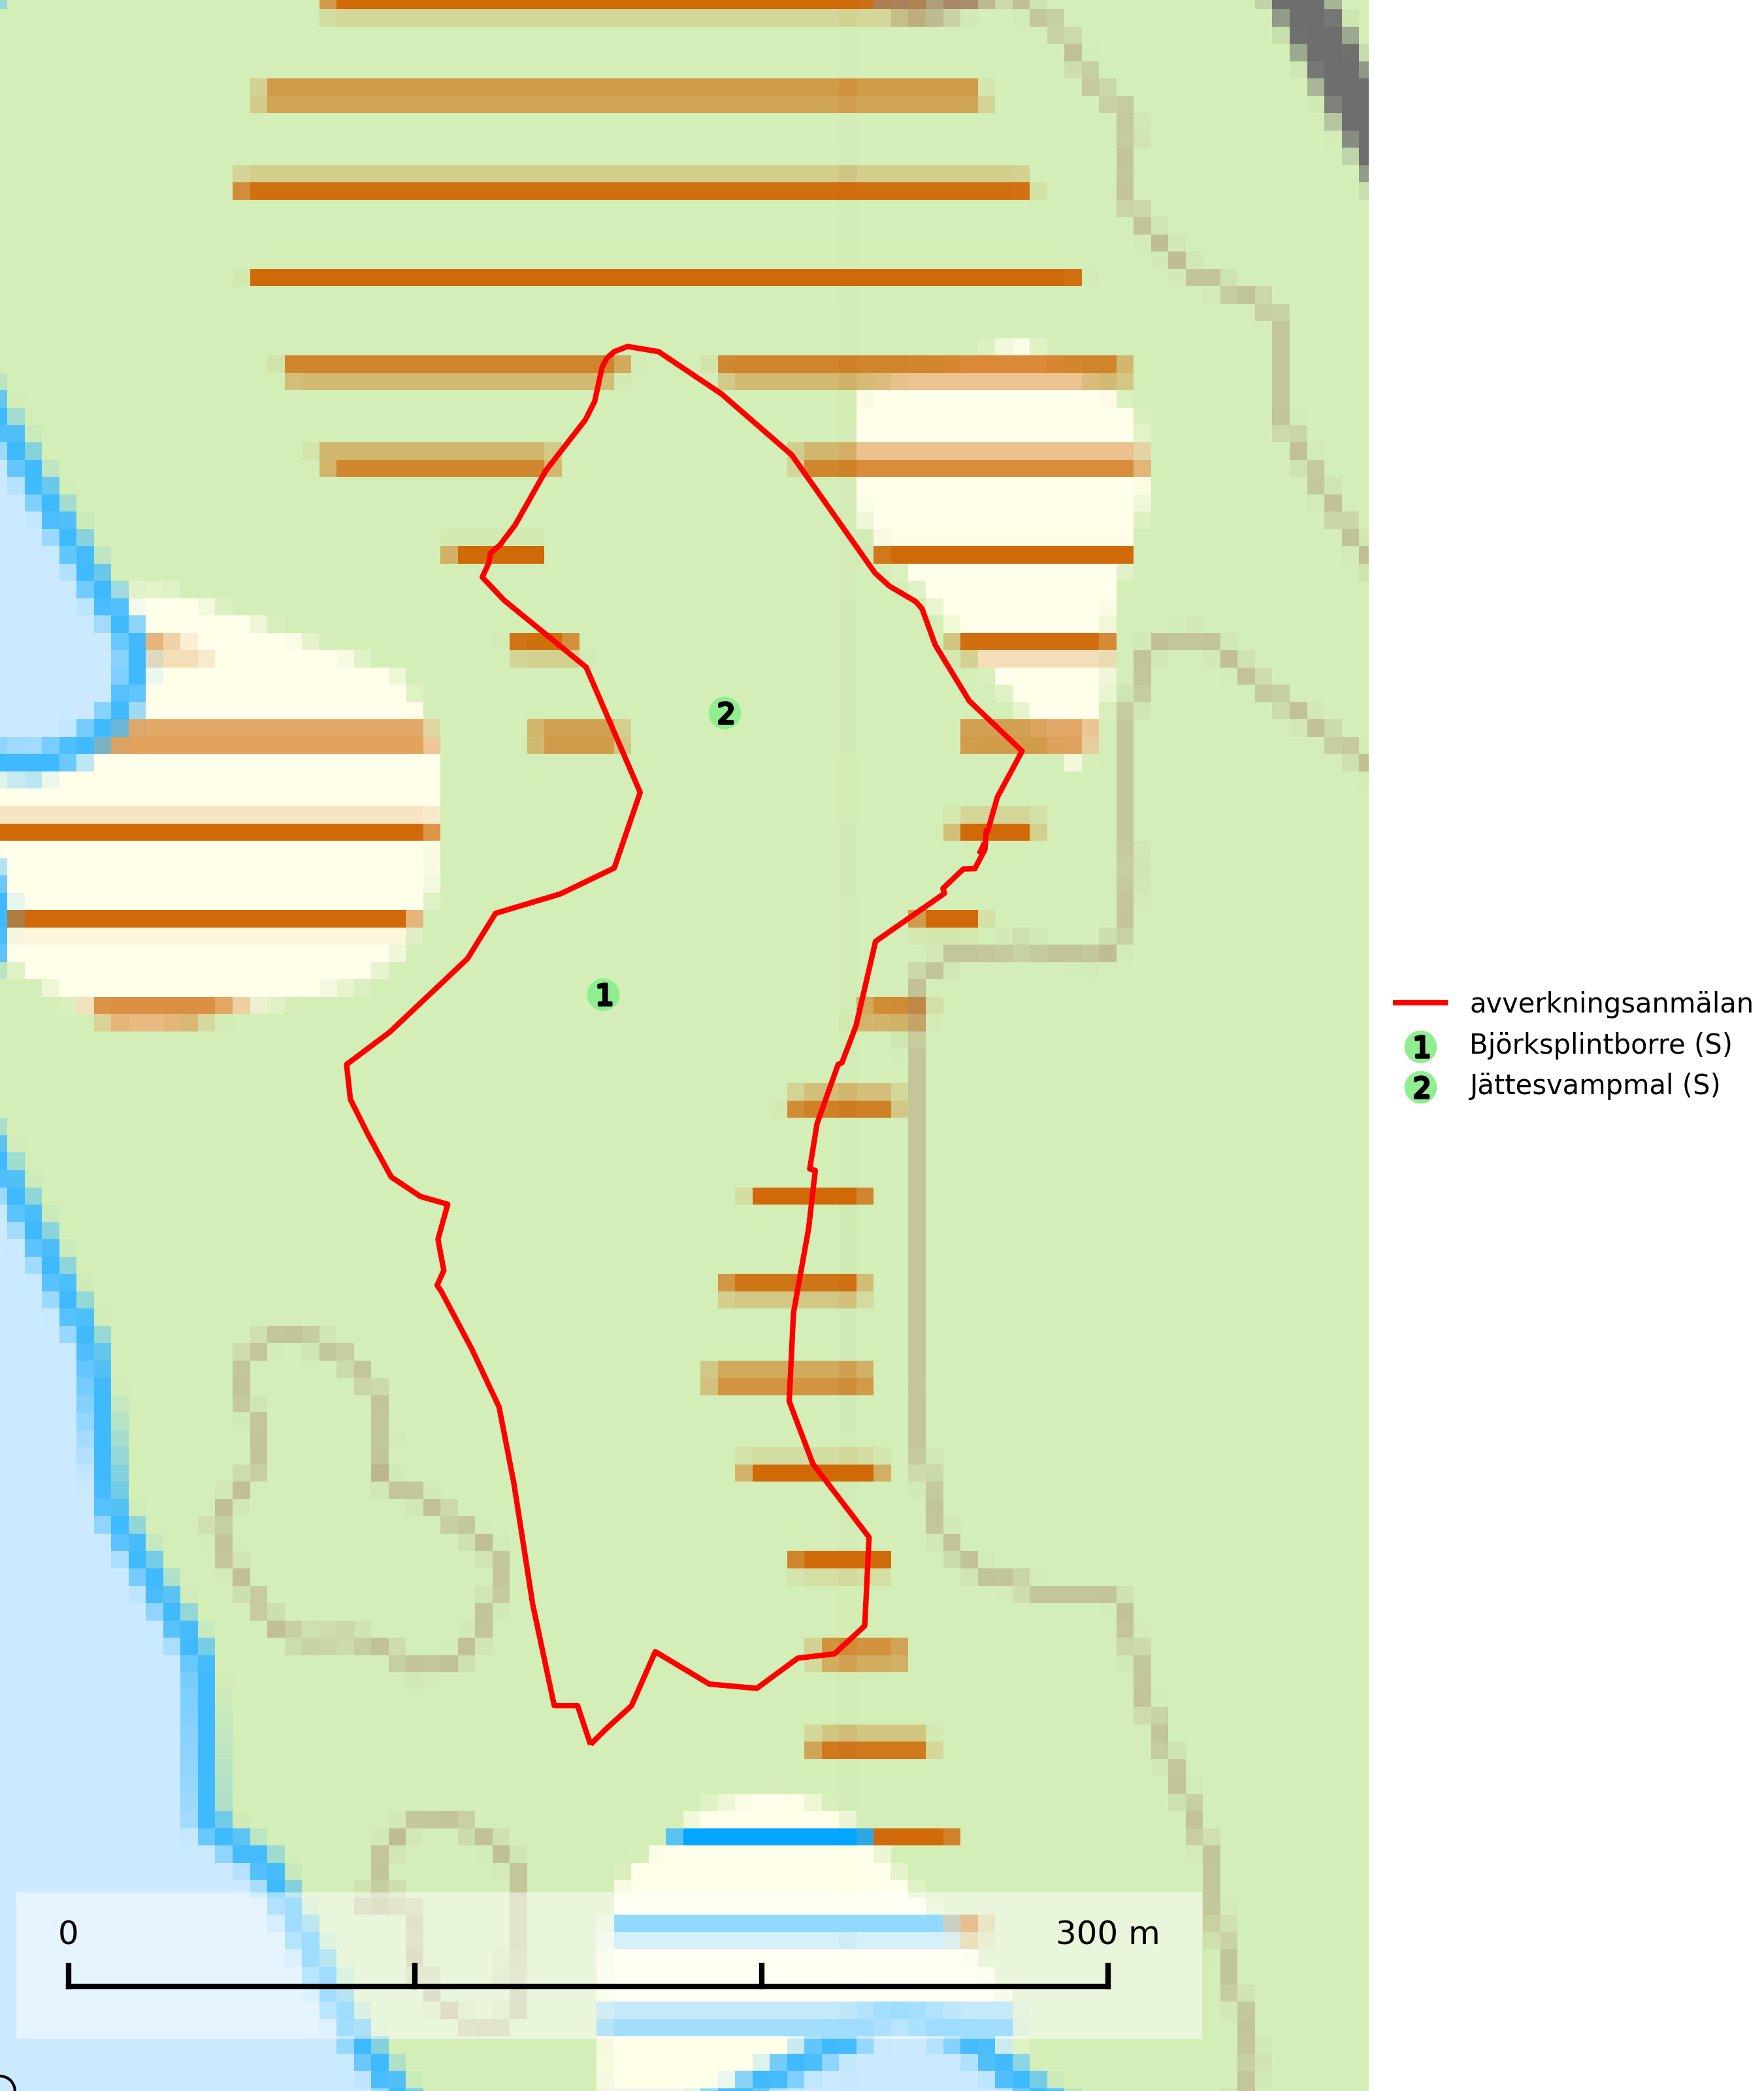 2
1
avverkningsanmälan
1 Björksplintborre (S)
2 Jättesvampmal (S)
0 300 m